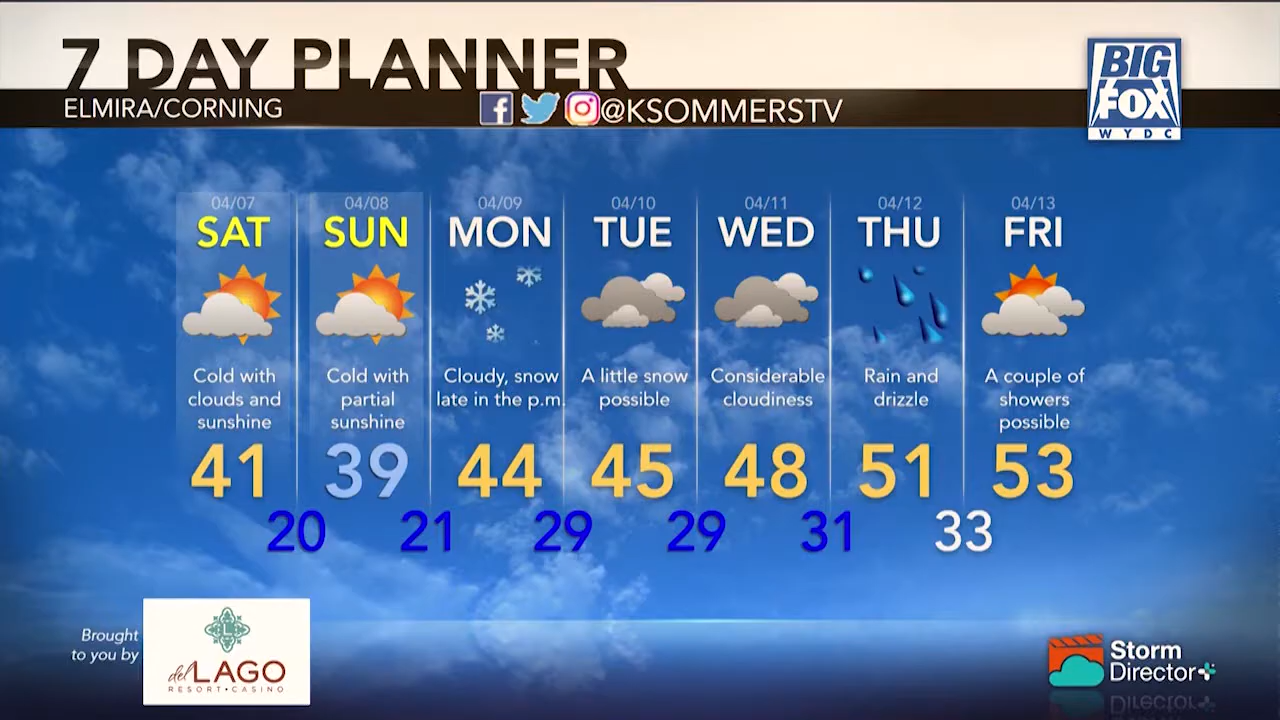 7 DAY PLANNER
ELMIRA/CORNING
@KSOMMERSTV
BIG
FOX
WYDC
04/07 04/08 04/09 04/10 04/11 04/12 04/13
SAT SUN MON TUE WED THU FRI
Cold with clouds and sunshine
Cold with partial sunshine
Cloudy, snow late in the p.m.
A little snow possible
Considerable cloudiness
Rain and drizzle
A couple of showers possible
41 39 44 45 48 51 53
20 21 29 29 31 33
Brought
to you by
L
del LAGO
RESORT • CASINO
Storm
Director+